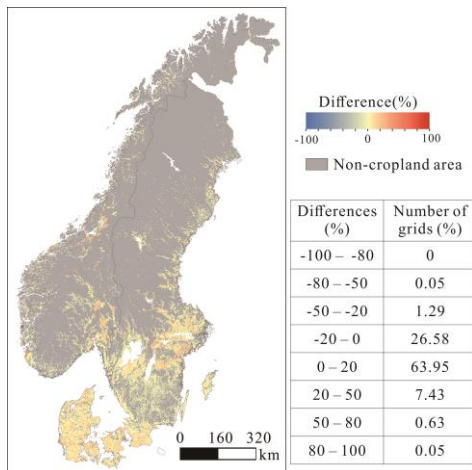 Difference(%)
-100 0 100
Non-cropland area
Differences (%) Number of grids (%)
-100 – -80 0
-80 – -50 0.05
-50 – -20 1.29
-20 – 0 26.58
0 – 20 63.95
20 – 50 7.43
50 – 80 0.63
80 – 100 0.05
0 160 320
km